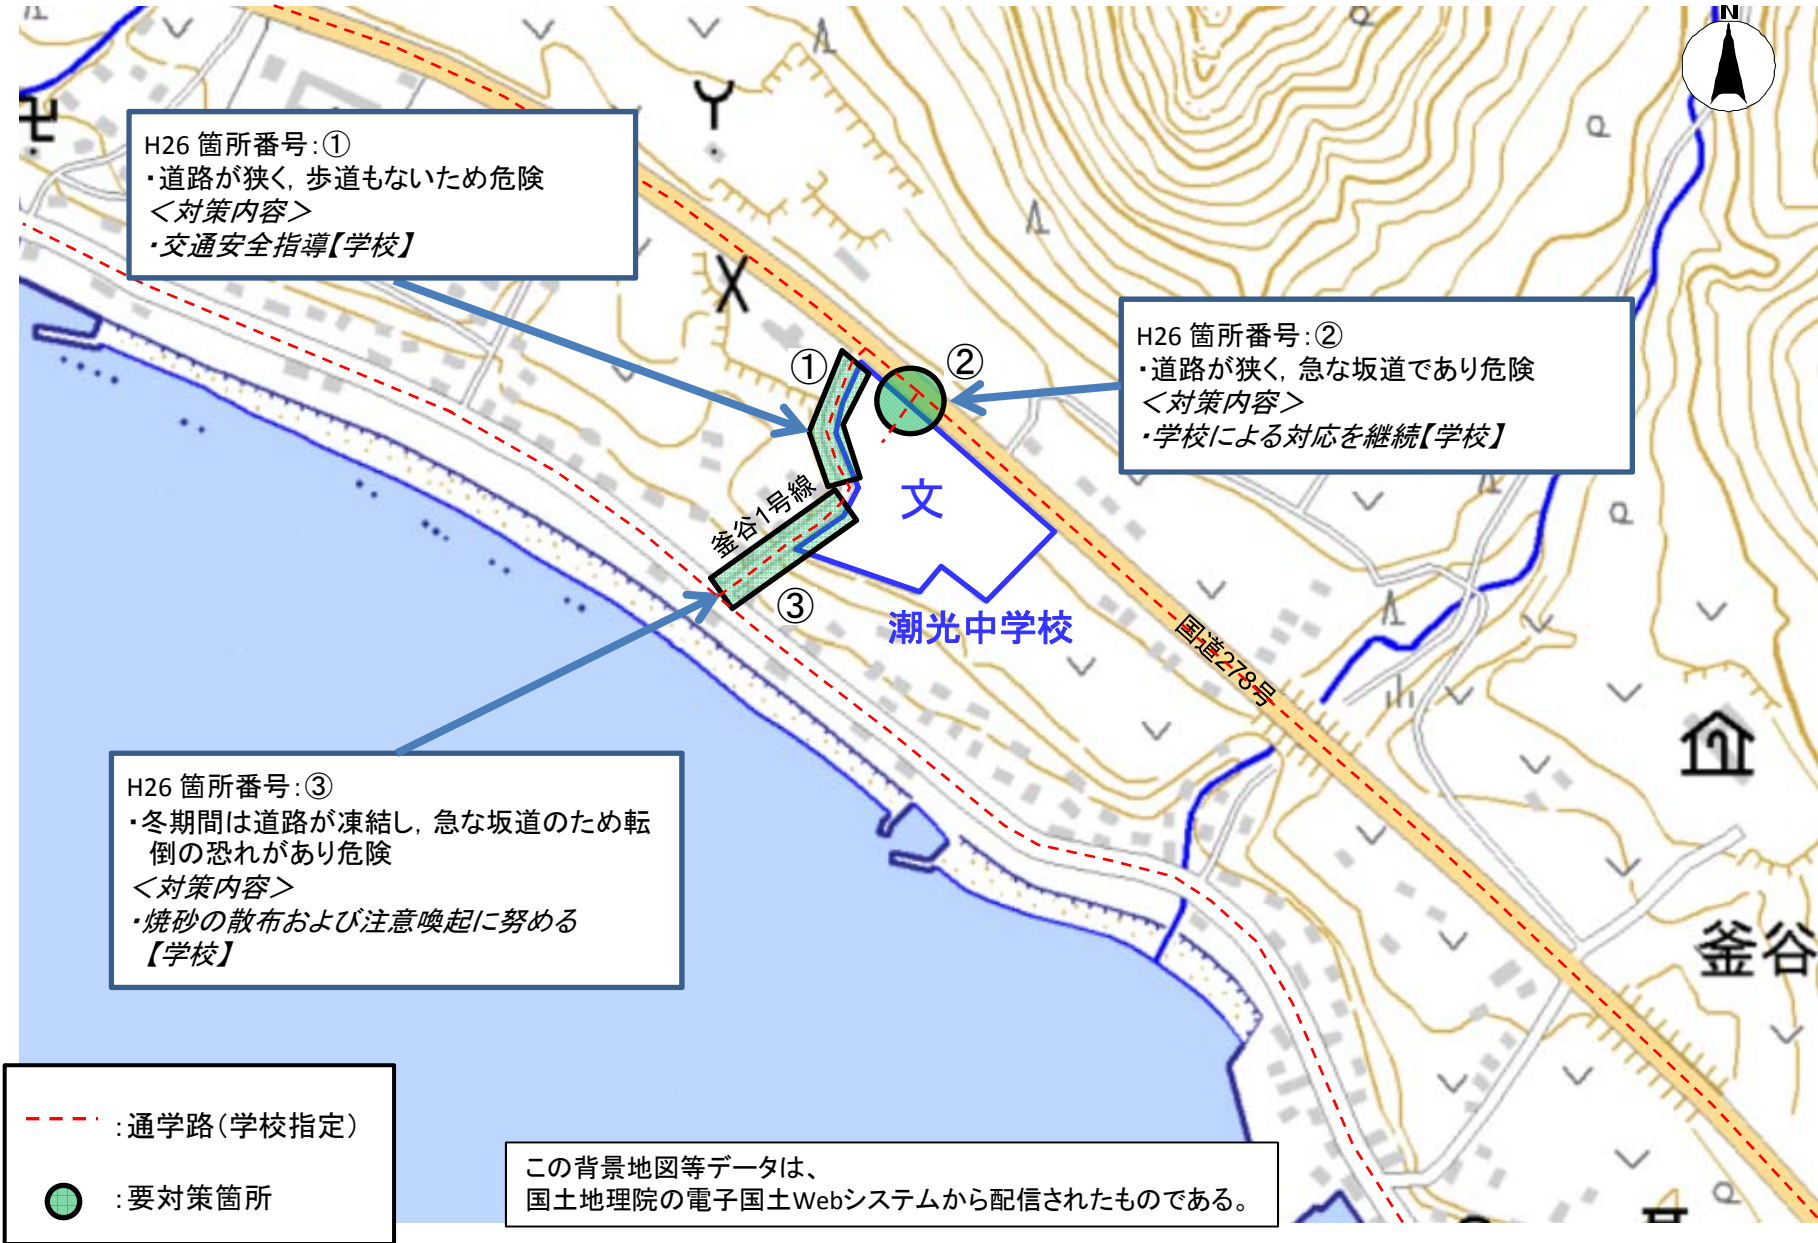 N
H26 箇所番号:①
・道路が狭く, 歩道もないため危険
＜対策内容＞
・交通安全指導【学校】
H26 箇所番号:②
・道路が狭く, 急な坂道であり危険
＜対策内容＞
・学校による対応を継続【学校】
①
②
文
釜谷1号線
③
潮光中学校
国道278号
H26 箇所番号:③
・冬期間は道路が凍結し, 急な坂道のため転
倒の恐れがあり危険
＜対策内容＞
・焼砂の散布および注意喚起に努める
【学校】
釜谷
:通学路(学校指定)
:要対策箇所
この背景地図等データは、
国土地理院の電子国土Webシステムから配信されたものである。